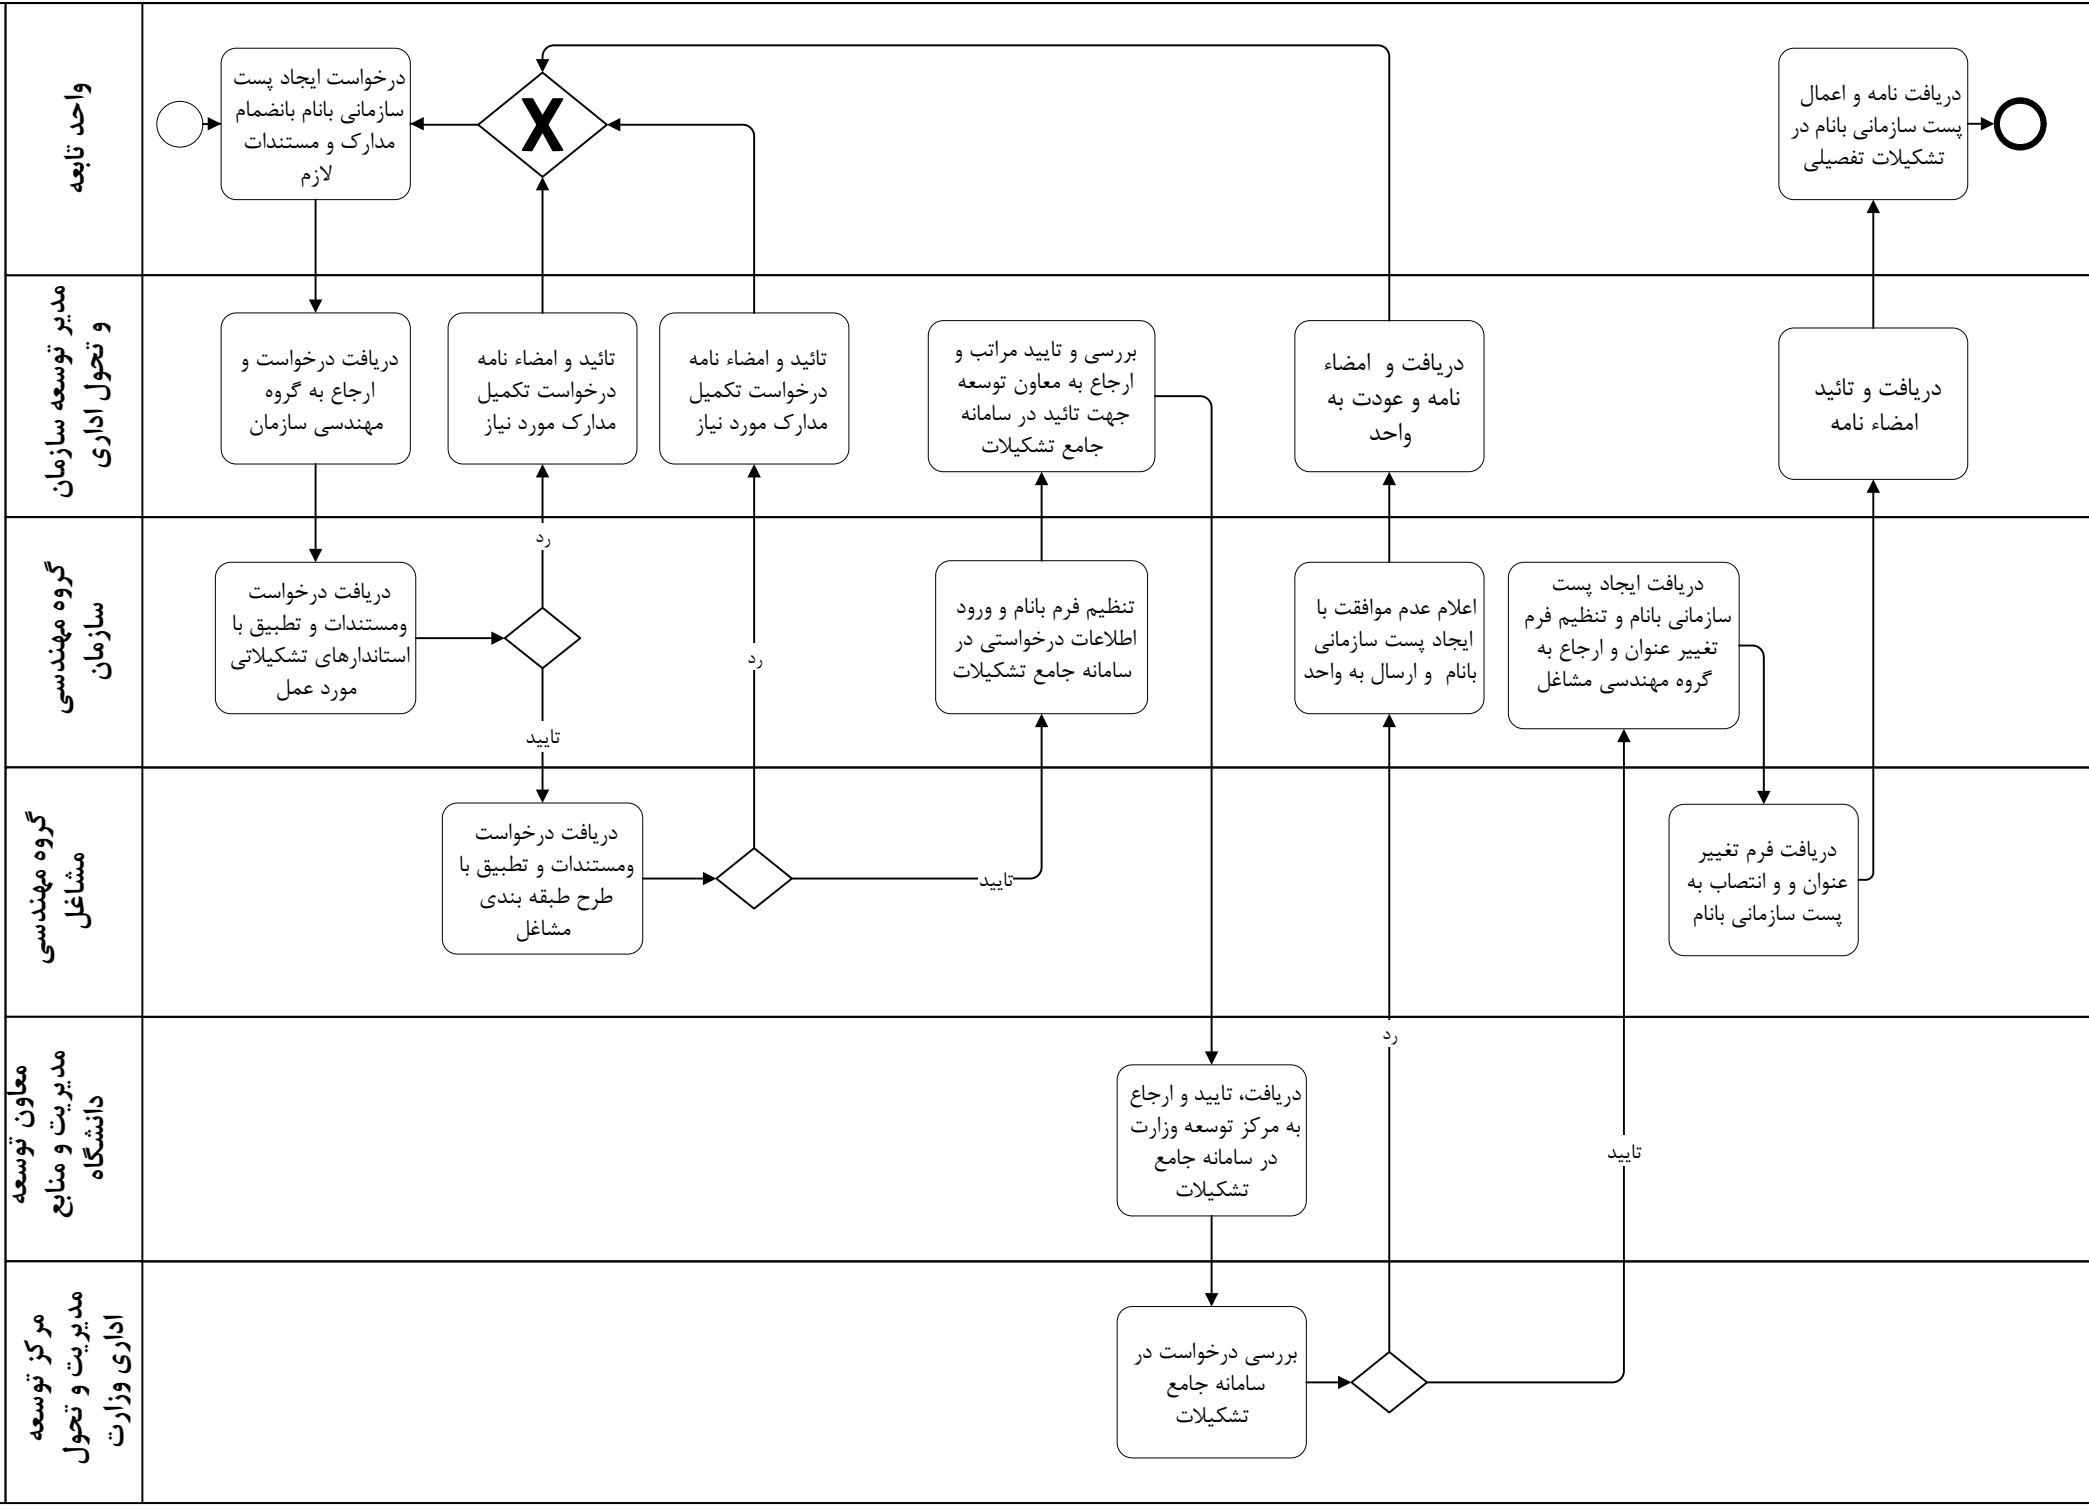 واحد تابعه
درخواست ایجاد پست
سازمانی بانام بانضمام
مدارک و مستندات
لازم
X
دریافت نامه و اعمال
پست سازمانی بانام در
تشکیلات تفصیلی
مدیر توسعه سازمان
و تحول اداری
دریافت درخواست و
ارجاع به گروه
مهندسی سازمان
تائید و امضاء نامه
درخواست تکمیل
مدارک مورد نیاز
تائید و امضاء نامه
درخواست تکمیل
مدارک مورد نیاز
بررسی و تایید مراتب و
ارجاع به معاون توسعه
جهت تائید در سامانه
جامع تشکیلات
دریافت و امضاء
نامه و عودت به
واحد
دریافت و تائید
امضاء نامه
گروه مهندسی
سازمان
دریافت درخواست
ومستندات و تطبیق با
استاندارهای تشکیلاتی
مورد عمل
رد
تایید
رد
تنظیم فرم بانام و ورود
اطلاعات درخواستی در
سامانه جامع تشکیلات
اعلام عدم موافقت با
ایجاد پست سازمانی
بانام و ارسال به واحد
دریافت ایجاد پست
سازمانی بانام و تنظیم فرم
تغییر عنوان و ارجاع به
گروه مهندسی مشاغل
گروه مهندسی
مشاغل
دریافت درخواست
ومستندات و تطبیق با
طرح طبقه بندی
مشاغل
تایید
دریافت فرم تغییر
عنوان و و انتصاب به
پست سازمانی بانام
معاون توسعه
مدیریت و منابع
دانشگاه
دریافت، تایید و ارجاع
به مرکز توسعه وزارت
در سامانه جامع
تشکیلات
رد
تایید
مرکز توسعه
مدیریت و تحول
اداری وزارت
بررسی درخواست در
سامانه جامع
تشکیلات